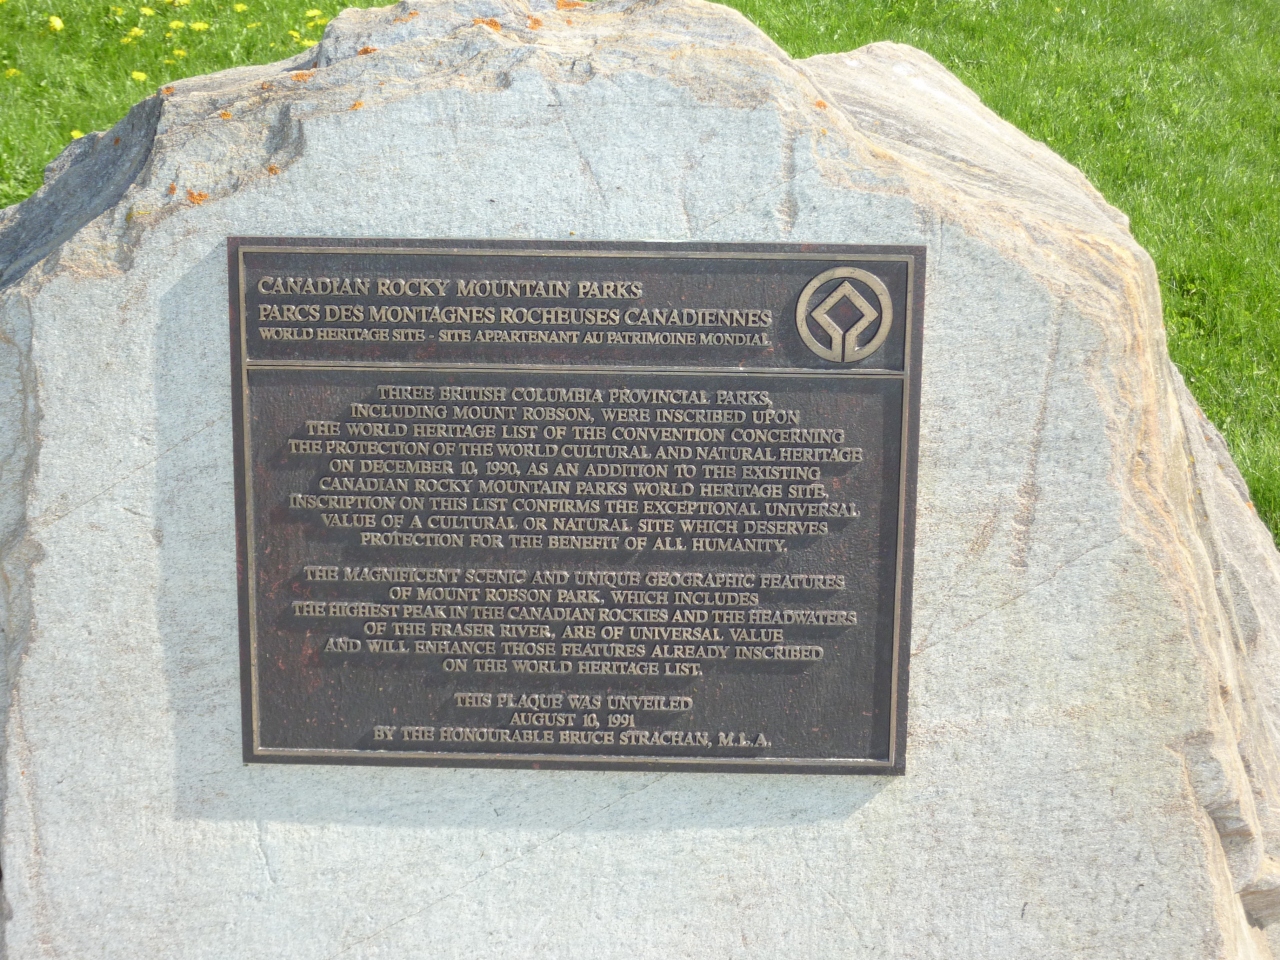 CANADIAN ROCKY MOUNTAIN PARKS
PARCS DES MONTAGNES ROCHEUSES CANADIENNES
WORLD HERITAGE SITE - SITE APPARTENANT AU PATRIMOINE MONDIAL
THREE BRITISH COLUMBIA PROVINCIAL PARKS,
INCLUDING MOUNT ROBSON, WERE INSCRIBED UPON
THE WORLD HERITAGE LIST OF THE CONVENTION CONCERNING
THE PROTECTION OF THE WORLD CULTURAL AND NATURAL HERITAGE
ON DECEMBER 10, 1990, AS AN ADDITION TO THE EXISTING
CANADIAN ROCKY MOUNTAIN PARKS WORLD HERITAGE SITE.
INSCRIPTION ON THIS LIST CONFIRMS THE EXCEPTIONAL UNIVERSAL
VALUE OF A CULTURAL OR NATURAL SITE WHICH DESERVES
PROTECTION FOR THE BENEFIT OF ALL HUMANITY.
THE MAGNIFICENT SCENIC AND UNIQUE GEOGRAPHIC FEATURES
OF MOUNT ROBSON PARK, WHICH INCLUDES
THE HIGHEST PEAK IN THE CANADIAN ROCKIES AND THE HEADWATERS
OF THE FRASER RIVER, ARE OF UNIVERSAL VALUE
AND WILL ENHANCE THOSE FEATURES ALREADY INSCRIBED
ON THE WORLD HERITAGE LIST.
THIS PLAQUE WAS UNVEILED
AUGUST 10, 1991
BY THE HONOURABLE BRUCE STRACHAN, M.L.A.